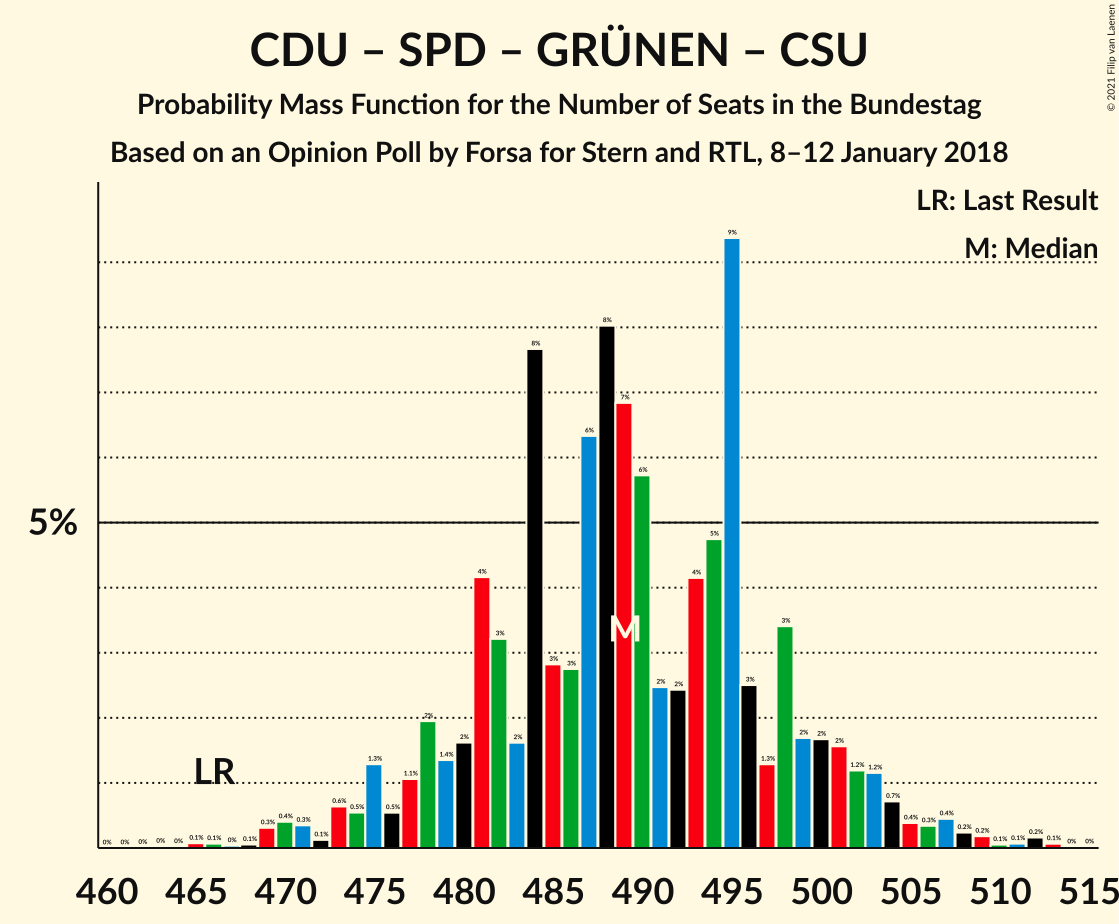 CDU – SPD – GRÜNEN – CSU
Probability Mass Function for the Number of Seats in the Bundestag
Based on an Opinion Poll by Forsa for Stern and RTL, 8–12 January 2018
© 2021 Filip van Laenen
LR: Last Result
M: Median
5%
LR
M
0% 0% 0% 0% 0% 0.1% 0.1% 0% 0.1% 0.3% 0.4% 0.3% 0.1% 0.6% 0.5% 1.3% 0.5% 1.1% 2% 1.4% 2% 4% 3% 2% 8% 3% 3% 6% 8% 7% 6% 2% 2% 4% 5% 9% 3% 1.3% 3% 2% 2% 2% 1.2% 1.2% 0.7% 0.4% 0.3% 0.4% 0.2% 0.2% 0.1% 0.1% 0.2% 0.1% 0% 0%
460 465 470 475 480 485 490 495 500 505 510 515